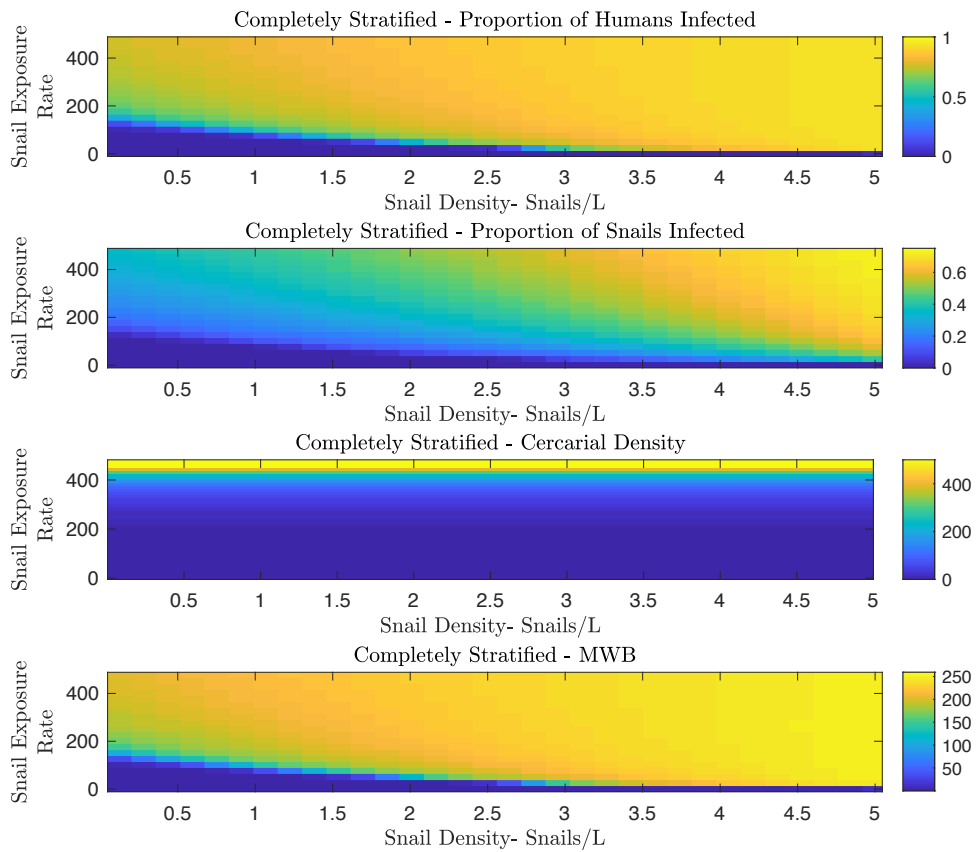 Completely Stratified - Proportion of Humans Infected
Snail Exposure
Rate
400
200
0
0.5 1 1.5 2 2.5 3 3.5 4 4.5 5
Snail Density- Snails/L
1
0.5
0
Completely Stratified - Proportion of Snails Infected
Snail Exposure
Rate
400
200
0
0.5 1 1.5 2 2.5 3 3.5 4 4.5 5
Snail Density- Snails/L
0.6
0.4
0.2
0
Completely Stratified - Cercarial Density
Snail Exposure
Rate
400
200
0
0.5 1 1.5 2 2.5 3 3.5 4 4.5 5
Snail Density- Snails/L
400
200
0
Completely Stratified - MWB
Snail Exposure
Rate
400
200
0
0.5 1 1.5 2 2.5 3 3.5 4 4.5 5
Snail Density- Snails/L
250
200
150
100
50